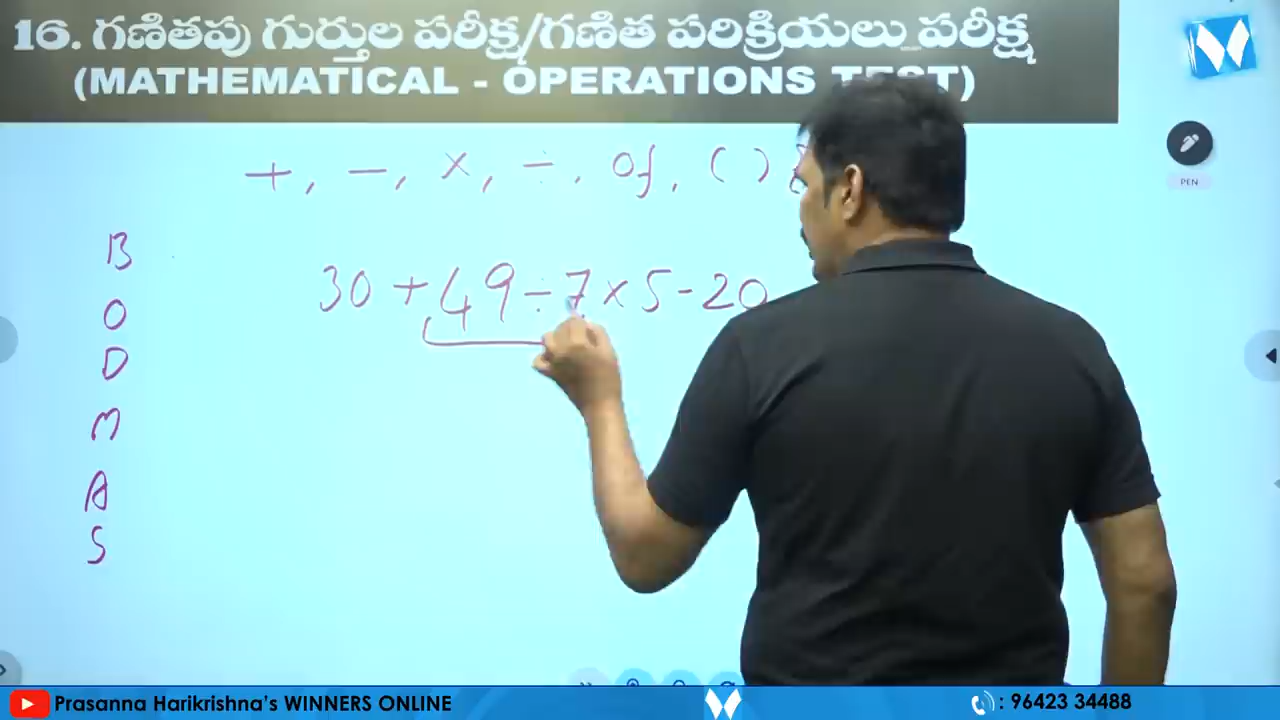 16. గణితపు గుర్తుల పరీక్ష/గణిత పరిక్రియలు పరీక్ష
(MATHEMATICAL - OPERATIONS TEST)
+, -, ×, ÷, of, ( )
PEN
B
O
D
M
A
S
30 + 49 ÷ 7 × 5 - 20
Prasanna Harikrishna's WINNERS ONLINE
: 96423 34488